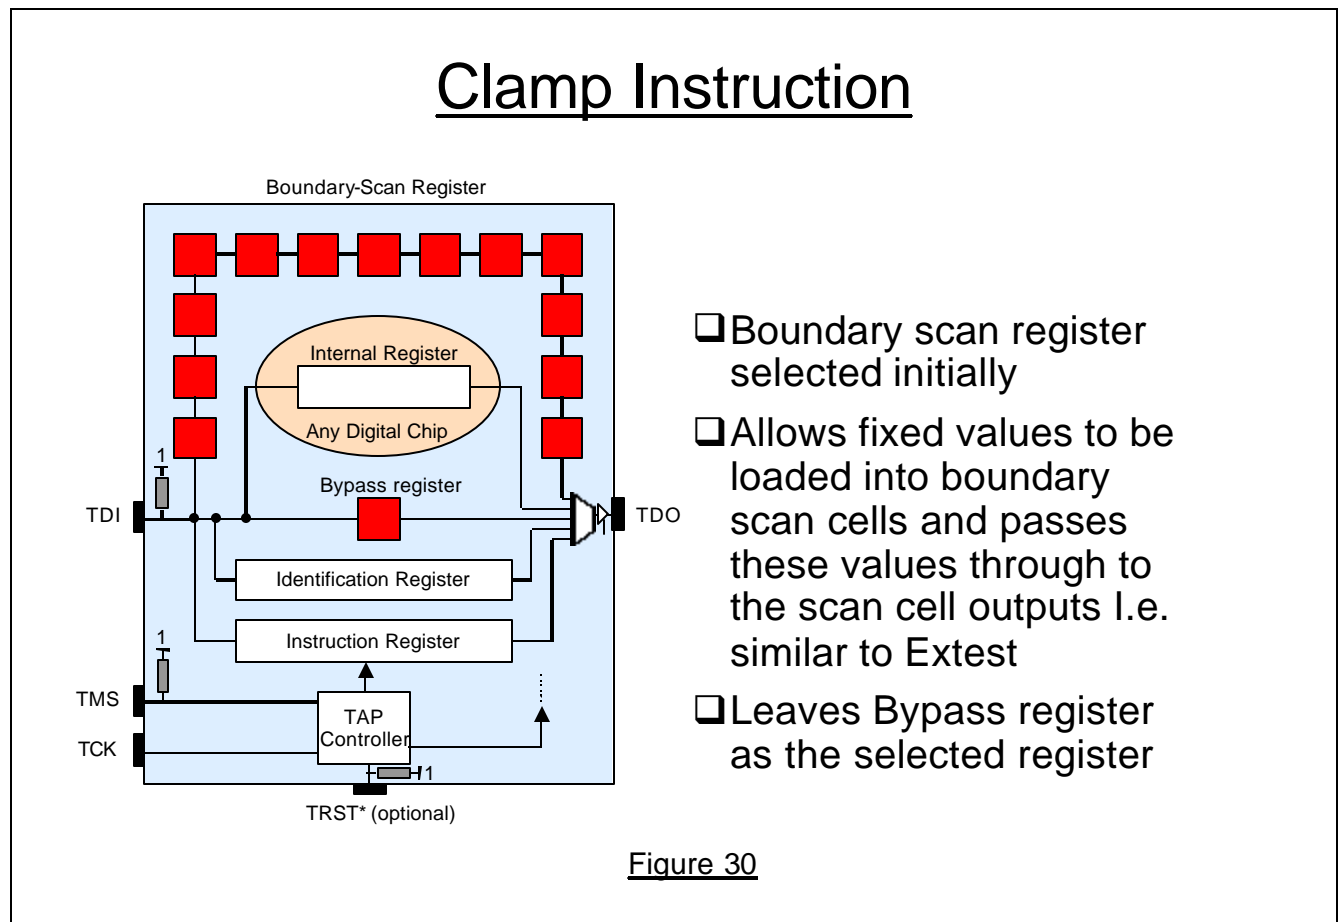 Clamp Instruction
Boundary-Scan Register
Internal Register
Any Digital Chip
1
Bypass register
TDI
TDO
Identification Register
1
Instruction Register
TMS
TAP
Controller
TCK
1
TRST* (optional)
❑Boundary scan register
selected initially
❑Allows fixed values to be
loaded into boundary
scan cells and passes
these values through to
the scan cell outputs I.e.
similar to Extest
❑Leaves Bypass register
as the selected register
Figure 30